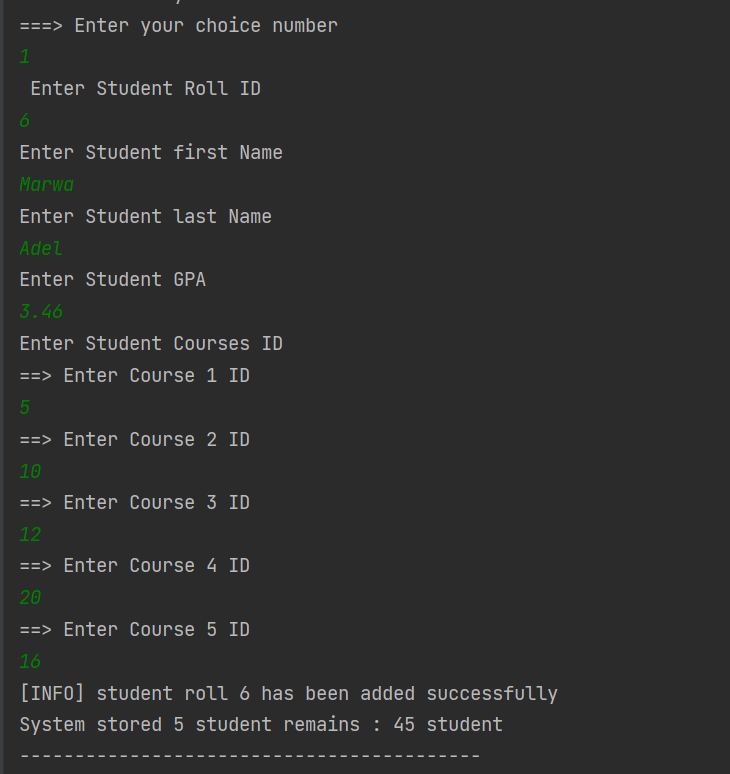 ===> Enter your choice number
1
Enter Student Roll ID
6
Enter Student first Name
Marwa
Enter Student last Name
Adel
Enter Student GPA
3.46
Enter Student Courses ID
==> Enter Course 1 ID
5
==> Enter Course 2 ID
10
==> Enter Course 3 ID
12
==> Enter Course 4 ID
20
==> Enter Course 5 ID
16
[INFO] student roll 6 has been added successfully
System stored 5 student remains : 45 student
------------------------------------------